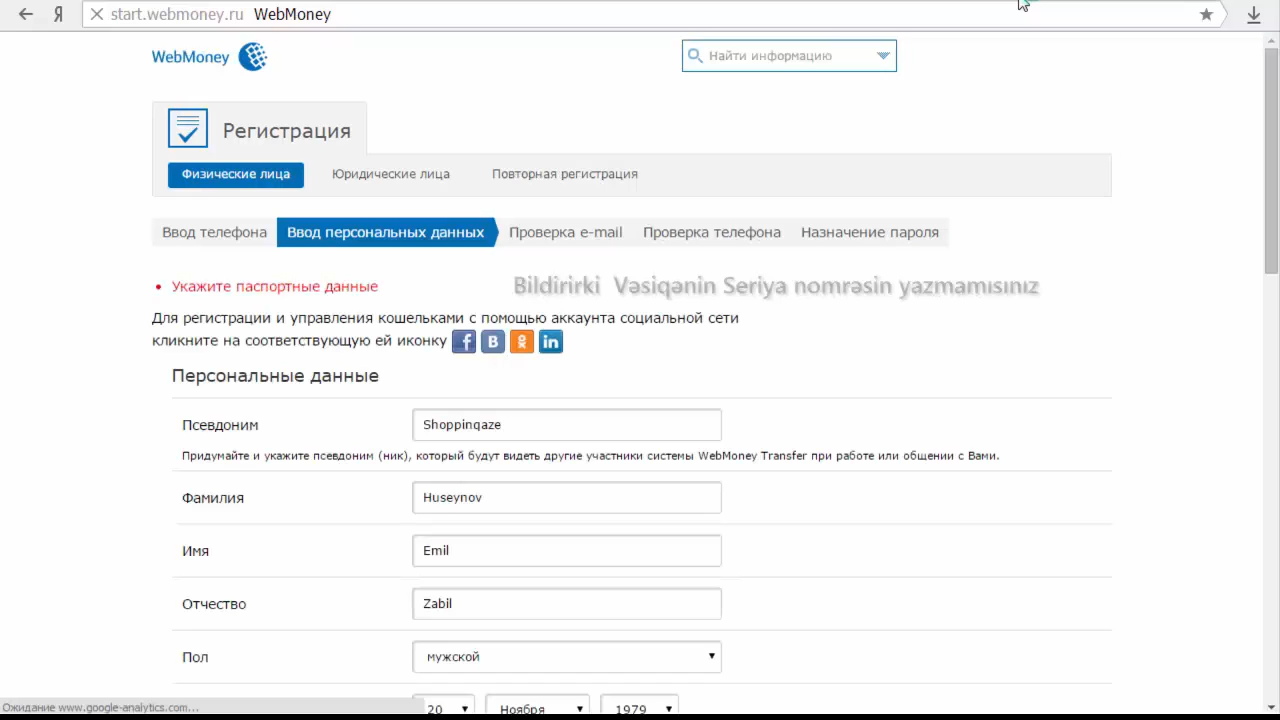 start.webmoney.ru WebMoney
WebMoney
Найти информацию
Регистрация
Физические лица Юридические лица Повторная регистрация
Ввод телефона Ввод персональных данных Проверка e-mail Проверка телефона Назначение пароля
Укажите паспортные данные
Bildirirki Vəsiqənin Seriya nomrəsin yazmamısınız
Для регистрации и управления кошельками с помощью аккаунта социальной сети
кликните на соответствующую ей иконку
Персональные данные
Псевдоним Shoppinqaze
Придумайте и укажите псевдоним (ник), который будут видеть другие участники системы WebMoney Transfer при работе или общении с Вами.
Фамилия Huseynov
Имя Emil
Отчество Zabil
Пол мужской
20 Ноября 1979
Ожидание www.google-analytics.com...